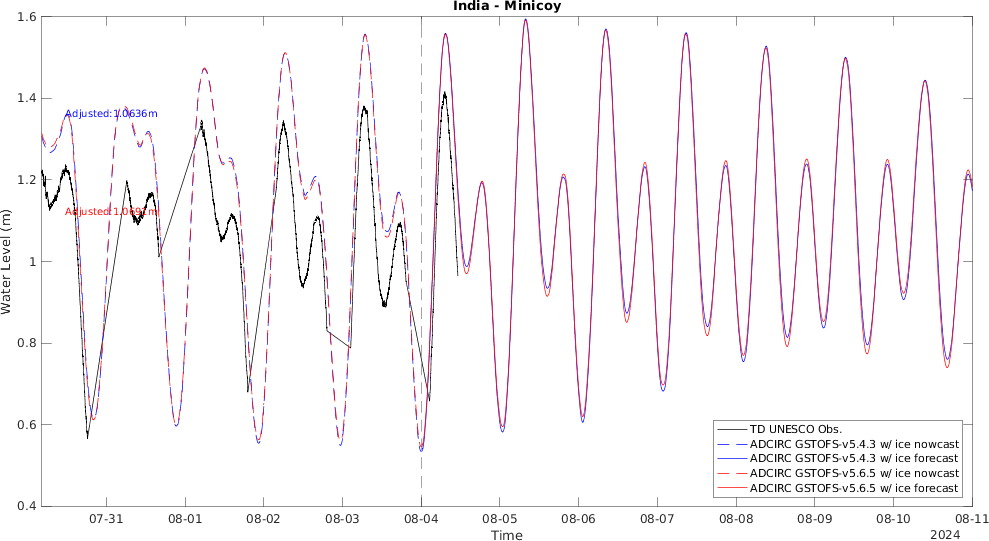 India - Minicoy
1.6
1.4
1.2
1
0.8
0.6
0.4
Water Level (m)
Adjusted:1.0636m
07-31
08-01
08-02
08-03
08-04
08-05
08-06
08-07
08-08
08-09
08-10
08-11
Time
2024
TD UNESCO Obs.
ADCIRC GSTOFS-v5.4.3 w/ ice nowcast
ADCIRC GSTOFS-v5.4.3 w/ ice forecast
ADCIRC GSTOFS-v5.6.5 w/ ice nowcast
ADCIRC GSTOFS-v5.6.5 w/ ice forecast